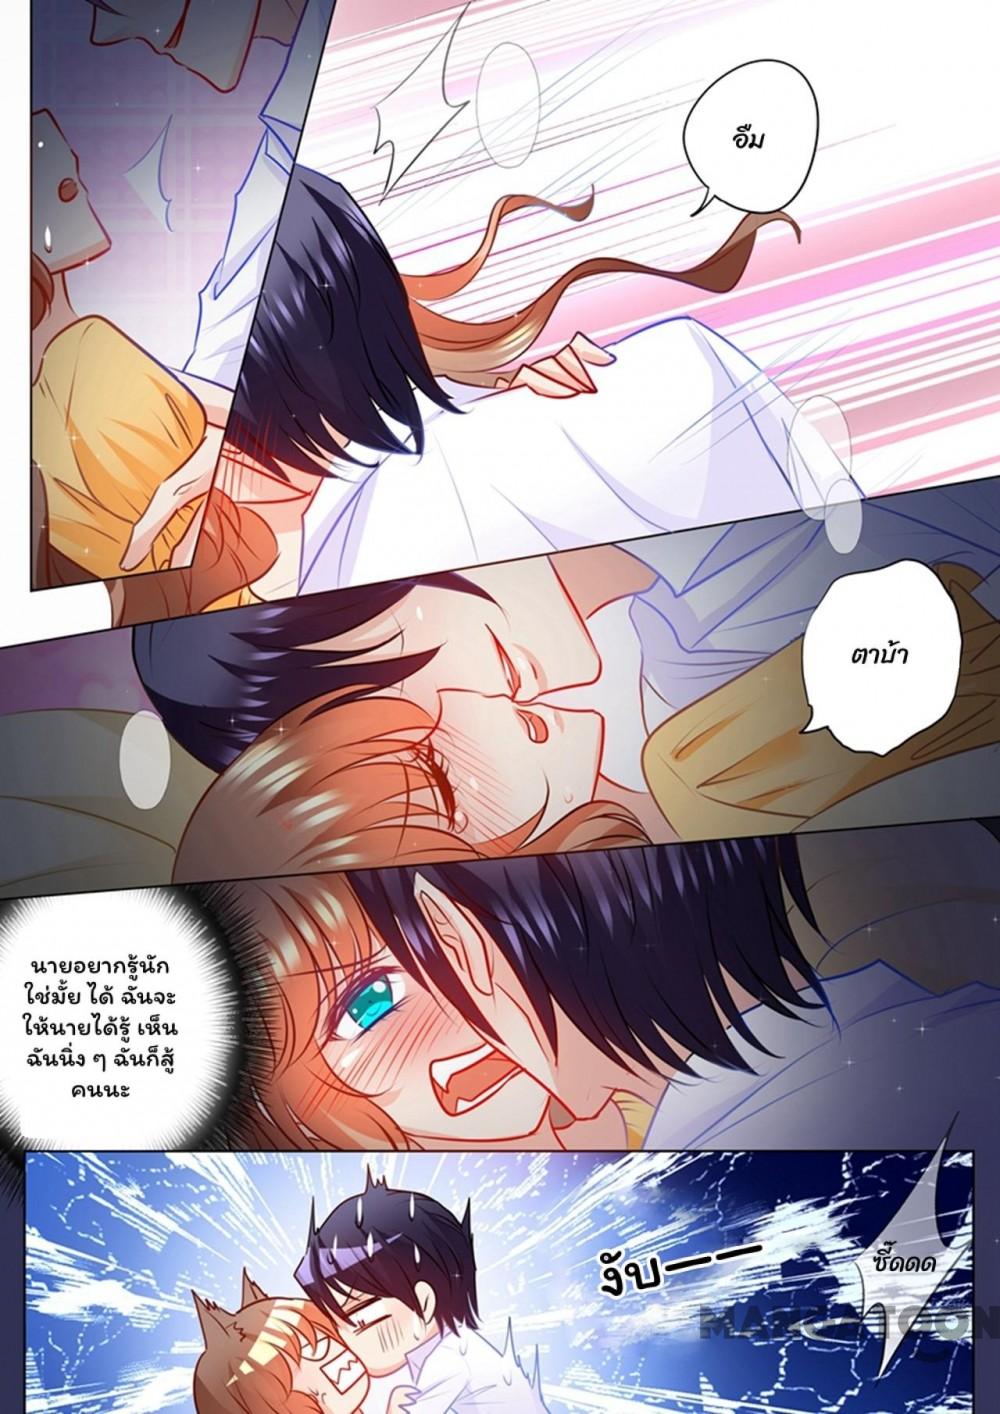 อืม
ตาบ้า
นายอยากรู้นัก
ใช่มั้ย ได้ ฉันจะ
ให้นายได้รู้ เห็น
ฉันนิ่ง ๆ ฉันก็สู้
คนนะ
งับ——
ซี๊ดดด
MANGATOON